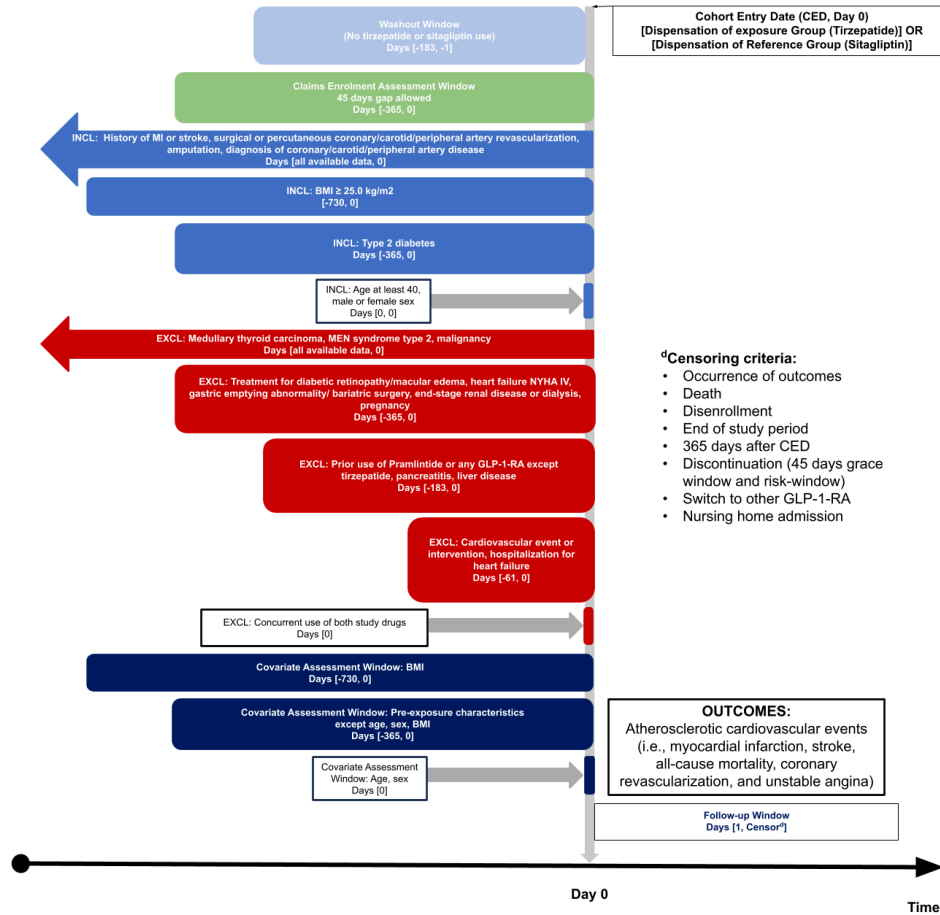 Washout Window
(No tirzepatide or sitagliptin use)
Days [-183, -1]
Cohort Entry Date (CED, Day 0)
[Dispensation of exposure Group (Tirzepatide)] OR
[Dispensation of Reference Group (Sitagliptin)]
Claims Enrolment Assessment Window
45 days gap allowed
Days [-365, 0]
INCL: History of MI or stroke, surgical or percutaneous coronary/carotid/peripheral artery revascularization,
amputation, diagnosis of coronary/carotid/peripheral artery disease
Days [all available data, 0]
INCL: BMI ≥ 25.0 kg/m2
[-730, 0]
INCL: Type 2 diabetes
Days [-365, 0]
INCL: Age at least 40,
male or female sex
Days [0, 0]
EXCL: Medullary thyroid carcinoma, MEN syndrome type 2, malignancy
Days [all available data, 0]
EXCL: Treatment for diabetic retinopathy/macular edema, heart failure NYHA IV,
gastric emptying abnormality/ bariatric surgery, end-stage renal disease or dialysis,
pregnancy
Days [-365, 0]
EXCL: Prior use of Pramlintide or any GLP-1-RA except
tirzepatide, pancreatitis, liver disease
Days [-183, 0]
EXCL: Cardiovascular event or
intervention, hospitalization for
heart failure
Days [-61, 0]
EXCL: Concurrent use of both study drugs
Days [0]
Covariate Assessment Window: BMI
Days [-730, 0]
Covariate Assessment Window: Pre-exposure characteristics
except age, sex, BMI
Days [-365, 0]
Covariate Assessment
Window: Age, sex
Days [0]
dCensoring criteria:
• Occurrence of outcomes
• Death
• Disenrollment
• End of study period
• 365 days after CED
• Discontinuation (45 days grace
window and risk-window)
• Switch to other GLP-1-RA
• Nursing home admission
OUTCOMES:
Atherosclerotic cardiovascular events
(i.e., myocardial infarction, stroke,
all-cause mortality, coronary
revascularization, and unstable angina)
Follow-up Window
Days [1, Censord]
Day 0
Time